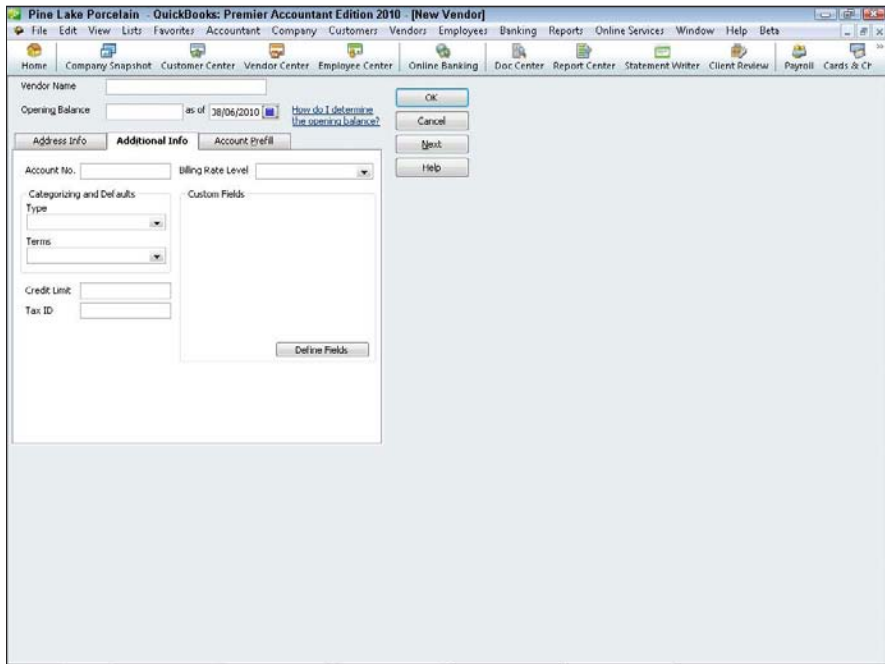 Pine Lake Porcelain - QuickBooks: Premier Accountant Edition 2010 - [New Vendor]
File Edit View Lists Favorites Accountant Company Customers Vendors Employees Banking Reports Online Services Window Help Beta
Home Company Snapshot Customer Center Vendor Center Employee Center Online Banking Doc Center Report Center Statement Writer Client Review Payroll Cards & Ch
Vendor Name
OK
Opening Balance as of 38/06/2010 How do I determine
the opening balance?
Cancel
Address Info Additional Info Account Prefill
Next
Account No. Billing Rate Level
Help
Categorizing and Defaults Custom Fields
Type
Terms
Credit Limit
Tax ID
Define Fields